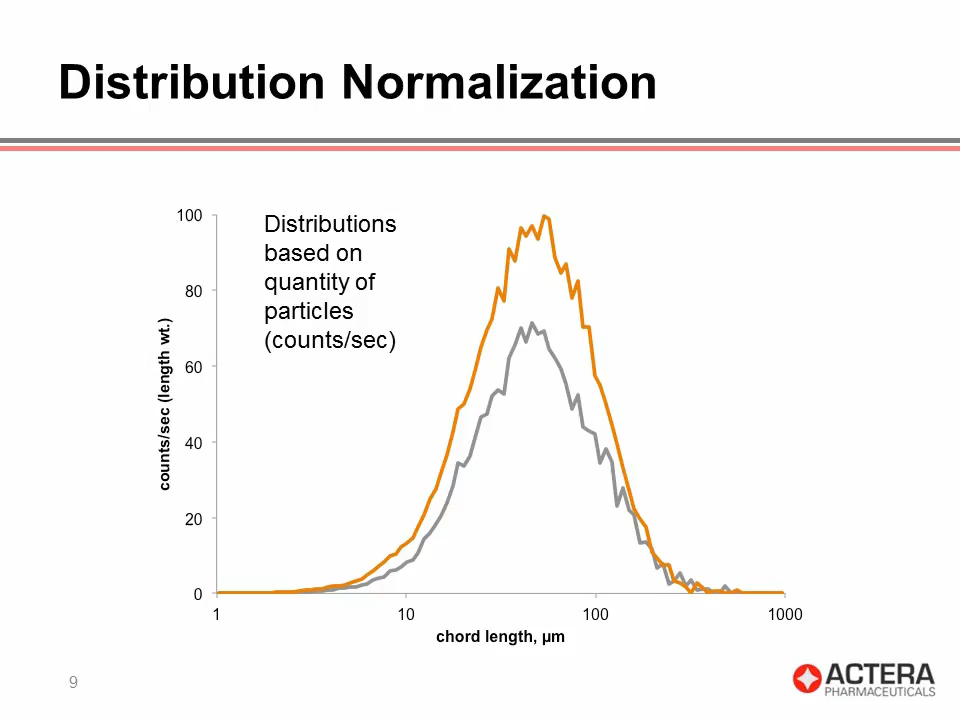 Distribution Normalization
Distributions
based on
quantity of
particles
(counts/sec)
100
80
60
40
20
0
counts/sec (length wt.)
1
10
100
1000
chord length, µm
9
ACTERA
PHARMACEUTICALS